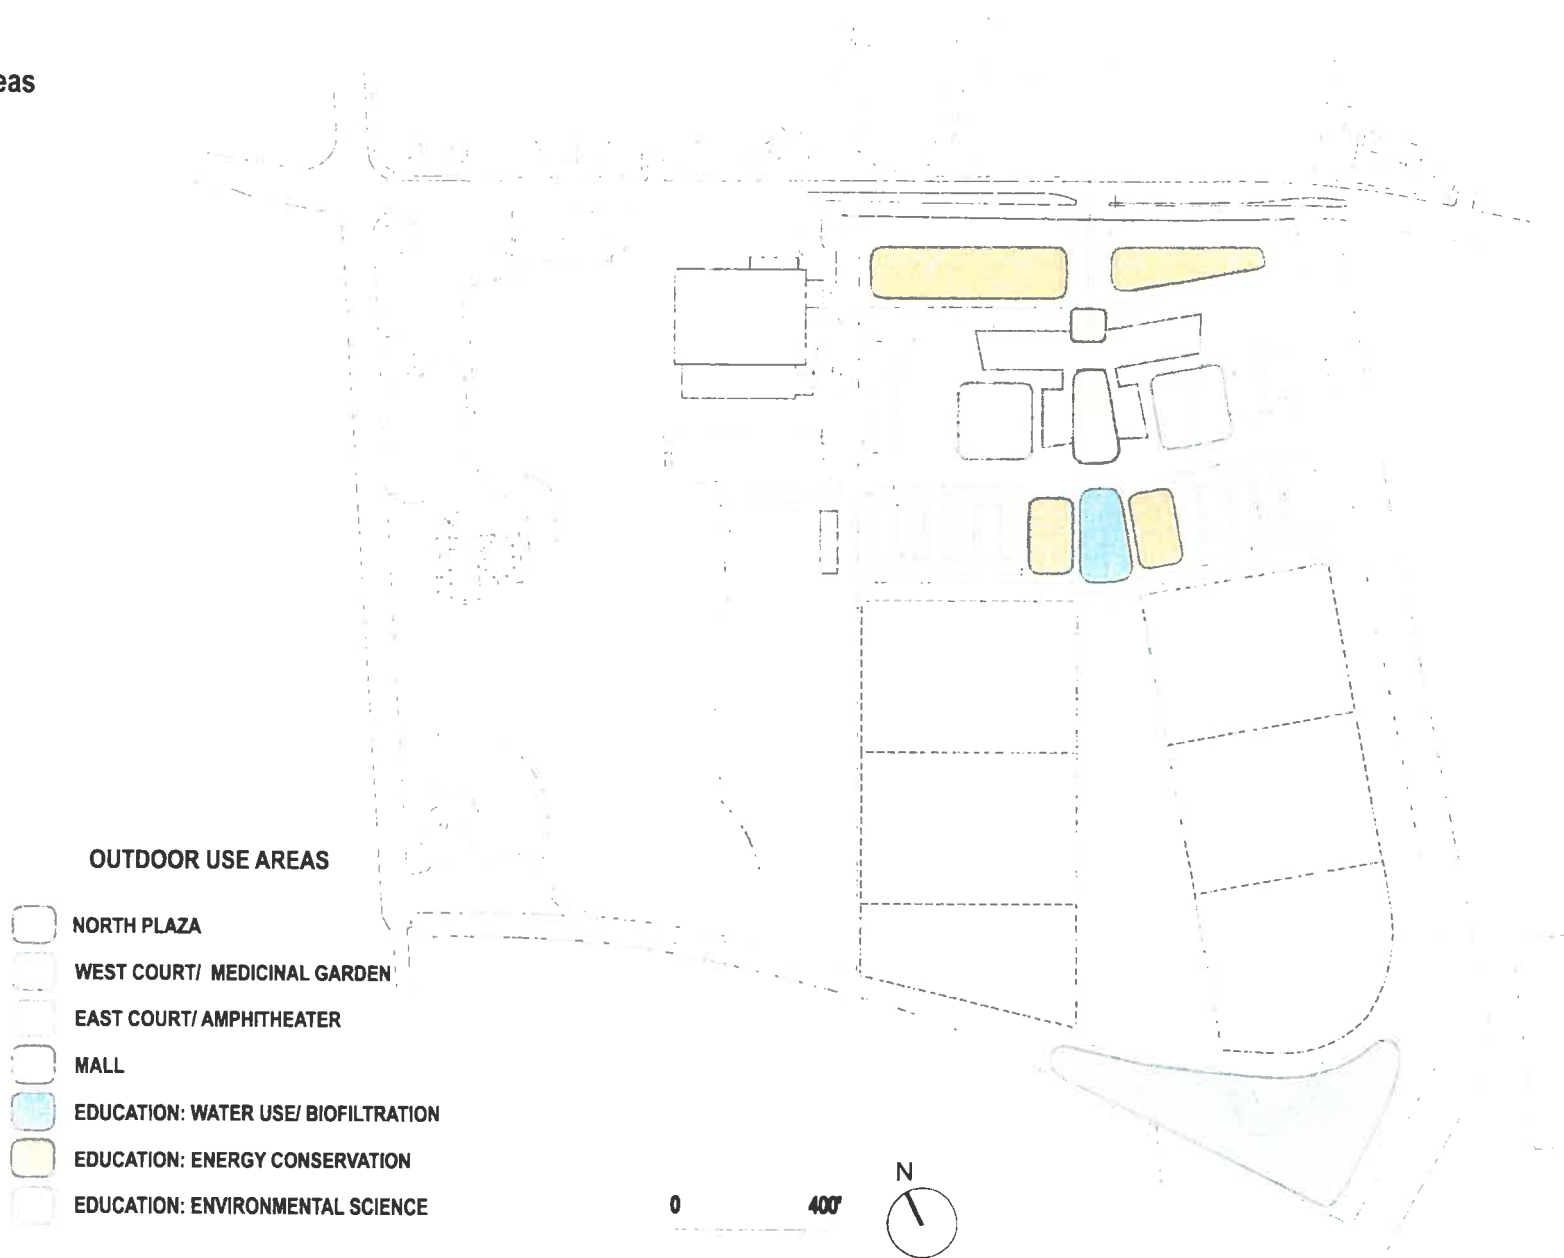 eas
OUTDOOR USE AREAS
NORTH PLAZA
WEST COURT/ MEDICINAL GARDEN
EAST COURT/ AMPHITHEATER
MALL
EDUCATION: WATER USE/ BIOFILTRATION
EDUCATION: ENERGY CONSERVATION
EDUCATION: ENVIRONMENTAL SCIENCE
0 400'
N